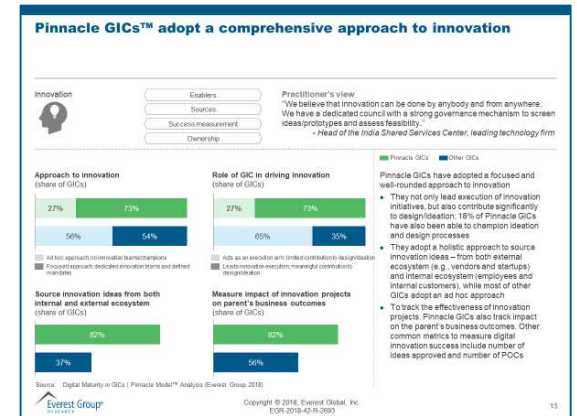 Pinnacle GICs™ adopt a comprehensive approach to innovation
Innovation
Enablers
Sources
Success measurement
Ownership
Practitioner's view
"We believe that innovation can be done by anybody and from anywhere.
We have a dedicated council with a strong governance mechanism to screen
ideas/prototypes and assess feasibility."
- Head of the India Shared Services Center, leading technology firm
Pinnacle GICs
Other GICs
Approach to innovation
(share of GICs)
27%
73%
56%
54%
Ad hoc approach; no innovation teams/champions
Focused approach: dedicated innovation teams and defined
mandates
Role of GIC in driving innovation
(share of GICs)
27%
73%
65%
35%
Acts as an execution arm; limited contribution to design/ideation
Leads innovation execution; meaningful contribution to
design/ideation
Source innovation ideas from both
internal and external ecosystem
(share of GICs)
82%
37%
Measure impact of innovation projects
on parent's business outcomes
(share of GICs)
82%
56%
Pinnacle GICs have adopted a focused and
well-rounded approach to innovation
• They not only lead execution of innovation
initiatives, but also contribute significantly
to design/ideation; 18% of Pinnacle GICs
have also been able to champion ideation
and design processes
• They adopt a holistic approach to source
innovation ideas – from both external
ecosystem (e.g., vendors and startups)
and internal ecosystem (employees and
internal customers), while most of other
GICs adopt an ad hoc approach
• To track the effectiveness of innovation
projects, Pinnacle GICs also track impact
on the parent's business outcomes. Other
common metrics to measure digital
innovation success include number of
ideas approved and number of POCs
Source: Digital Maturity in GICs | Pinnacle Model™ Analysis (Everest Group 2018)
Everest Group®
RESEARCH
Copyright © 2018, Everest Global, Inc.
EGR-2018-42-R-2693
13